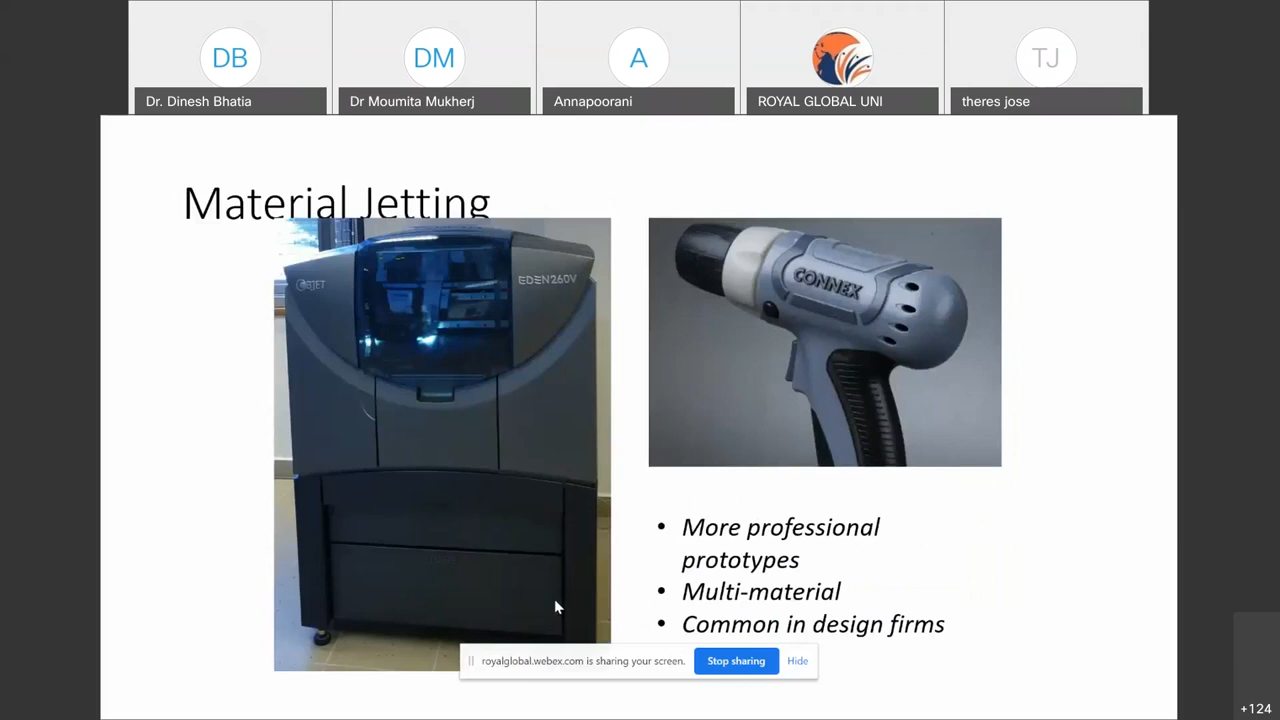 DB
DM
A
TJ
Dr. Dinesh Bhatia
Dr Moumita Mukherj
Annapoorani
ROYAL GLOBAL UNI
theres jose
Material Jetting
OBJET
EDEN260V
CONNEX
• More professional
prototypes
• Multi-material
• Common in design firms
royalglobal.webex.com is sharing your screen.
Stop sharing
Hide
+124